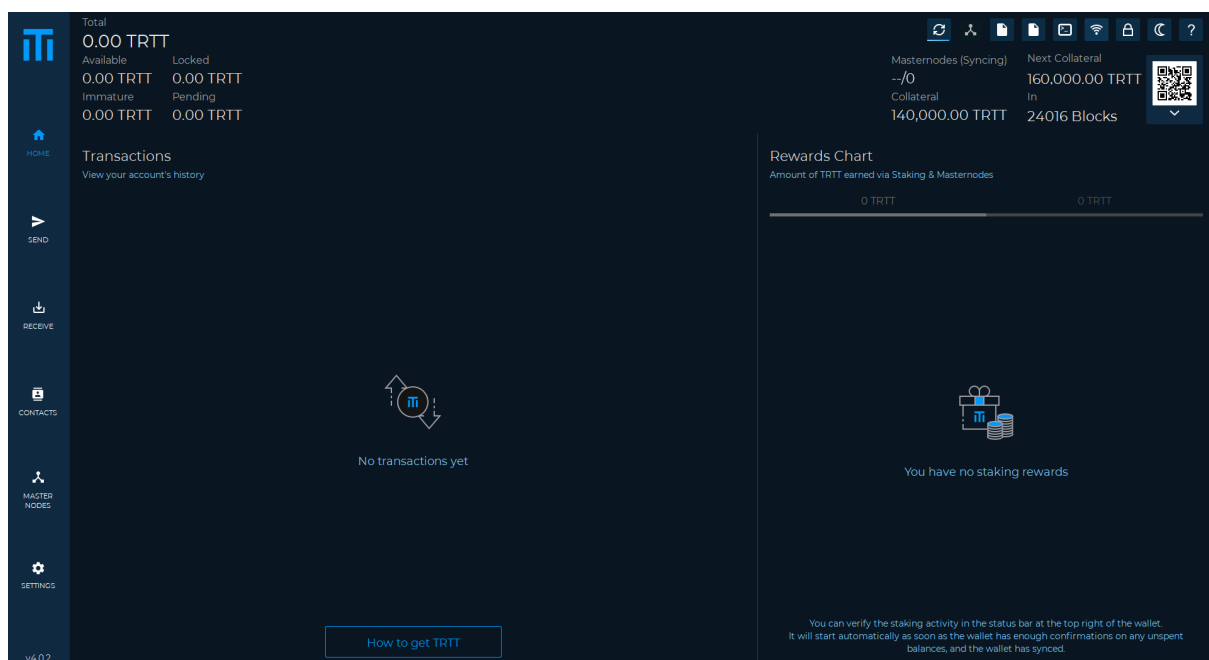 Total
0.00 TRTT
Available Locked
0.00 TRTT 0.00 TRTT
Immature Pending
0.00 TRTT 0.00 TRTT
Masternodes (Syncing)
--/0
Collateral
140,000.00 TRTT
Next Collateral
160,000.00 TRTT
In
24016 Blocks
HOME
SEND
RECEIVE
CONTACTS
MASTER
NODES
SETTINGS
v4.0.2
Transactions
View your account's history
No transactions yet
How to get TRTT
Rewards Chart
Amount of TRTT earned via Staking & Masternodes
0 TRTT 0 TRTT
You have no staking rewards
You can verify the staking activity in the status bar at the top right of the wallet.
It will start automatically as soon as the wallet has enough confirmations on any unspent
balances, and the wallet has synced.